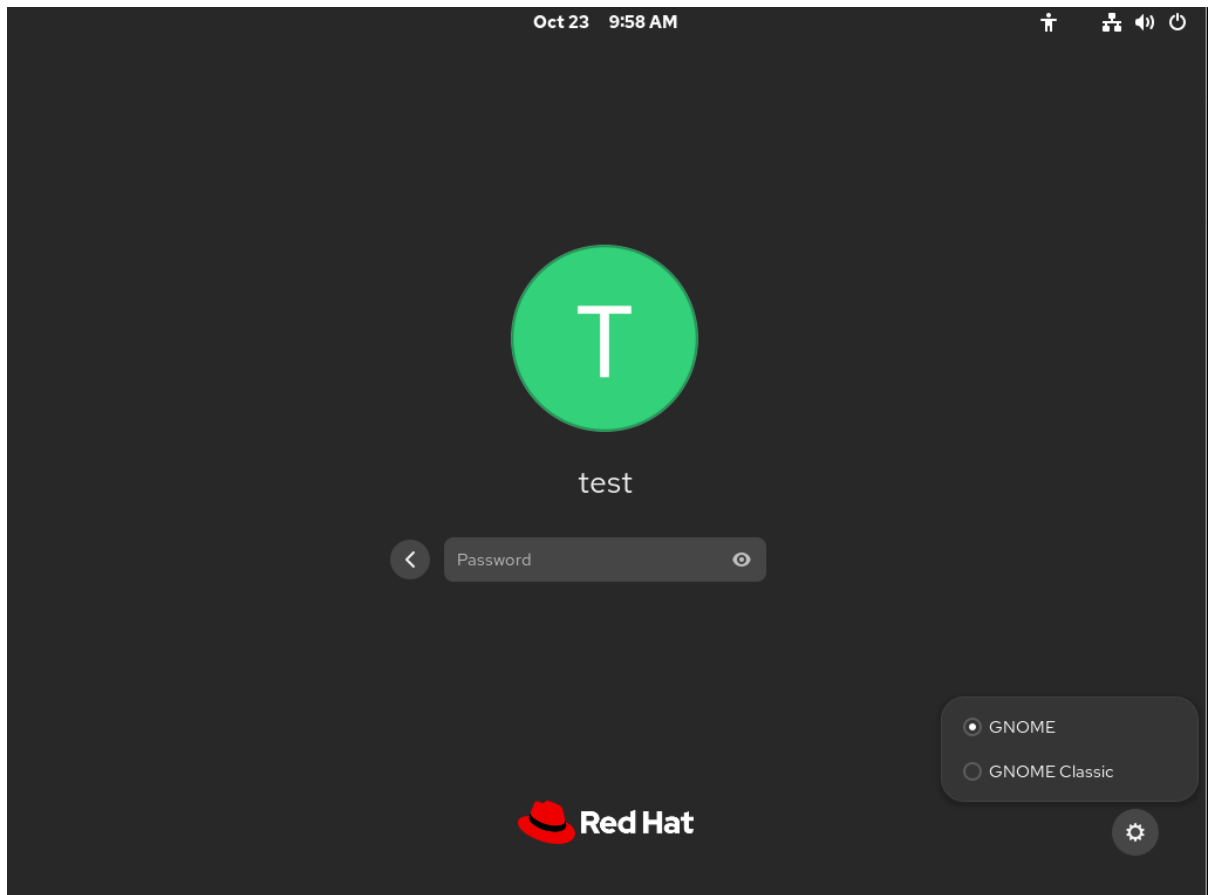 Oct 23 9:58 AM
T
test
Password
GNOME
GNOME Classic
Red Hat